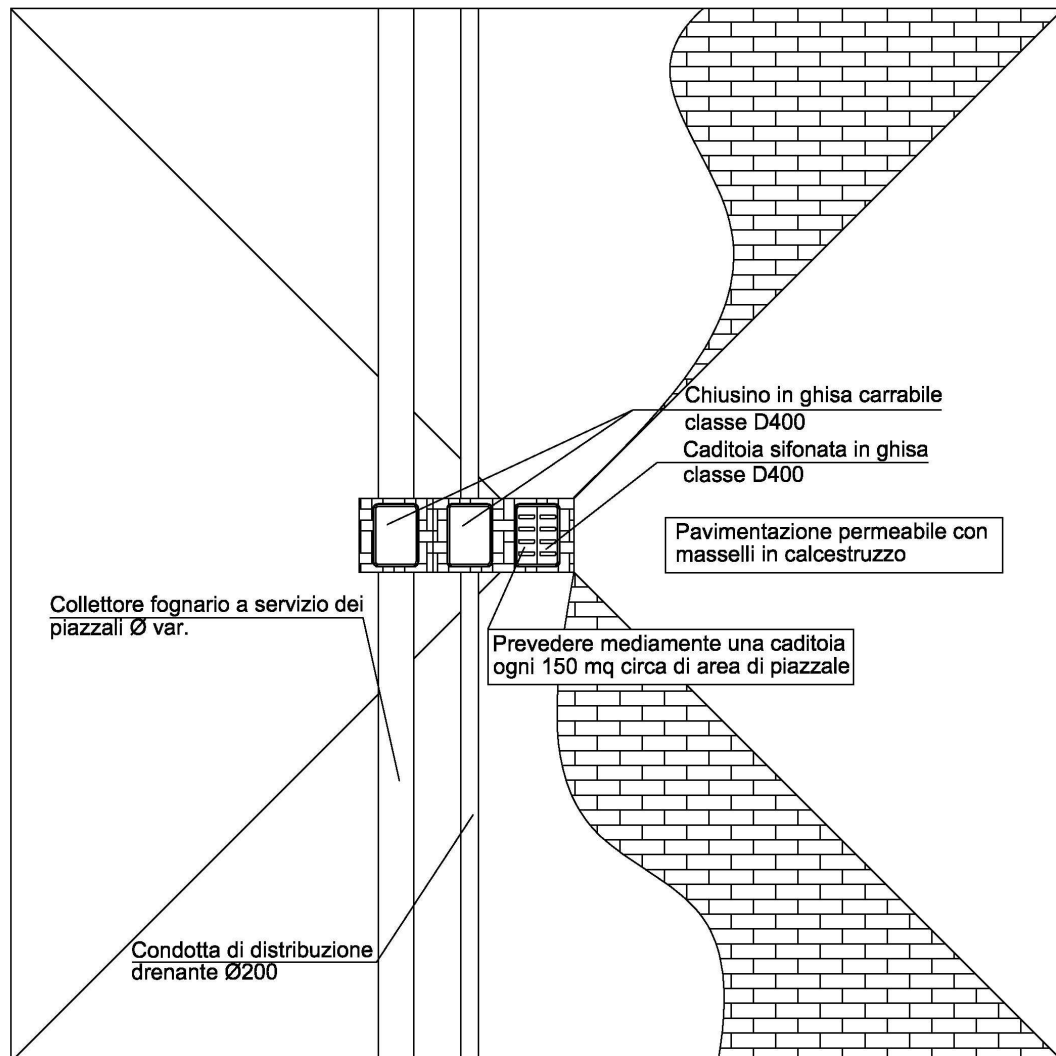 Chiusino in ghisa carrabile
classe D400
Caditoia sifonata in ghisa
classe D400
Pavimentazione permeabile con
masselli in calcestruzzo
Collettore fognario a servizio dei
piazzali Ø var.
Prevedere mediamente una caditoia
ogni 150 mq circa di area di piazzale
Condotta di distribuzione
drenante Ø200